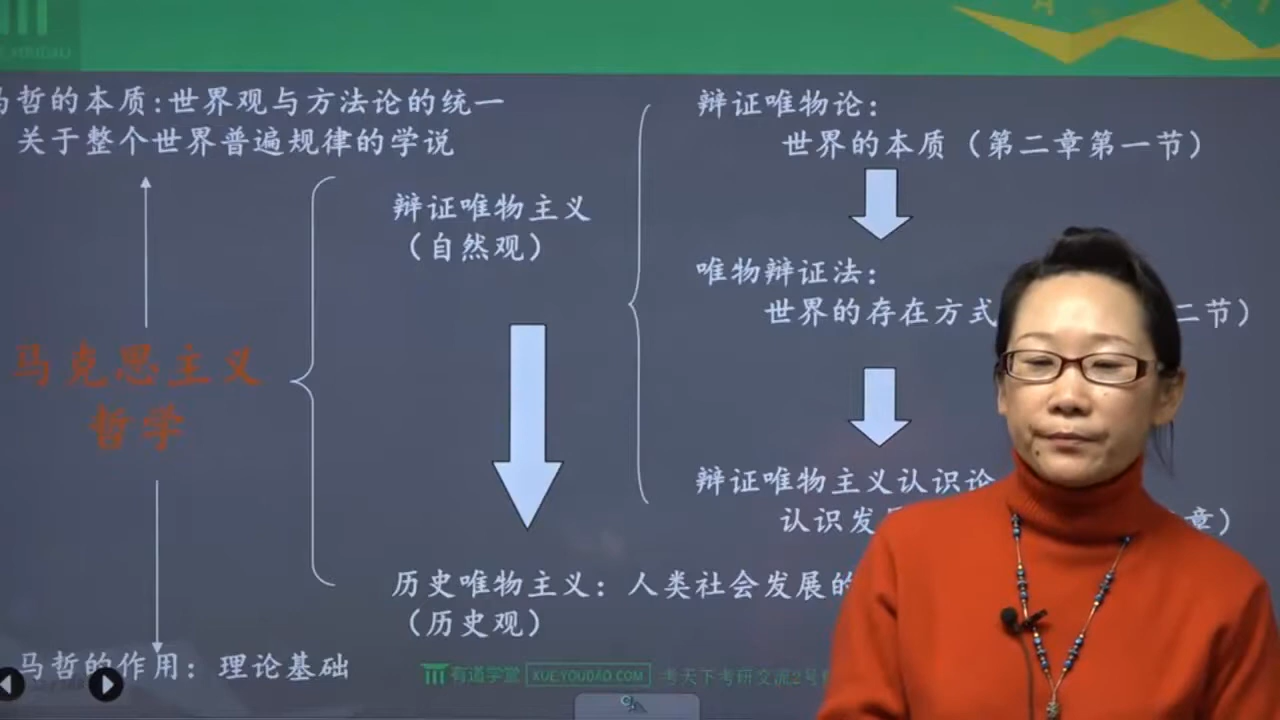 哲的本质:世界观与方法论的统一
关于整个世界普遍规律的学说
马克思主义
哲学
马哲的作用：理论基础
辩证唯物主义
（自然观）
历史唯物主义：人类社会发展的
（历史观）
辩证唯物论：
世界的本质（第二章第一节）
唯物辩证法：
世界的存在方式
二节）
辩证唯物主义认识论
认识发
章）
有道学堂 XUE.YOUDAO.COM 考天下考研交流2号